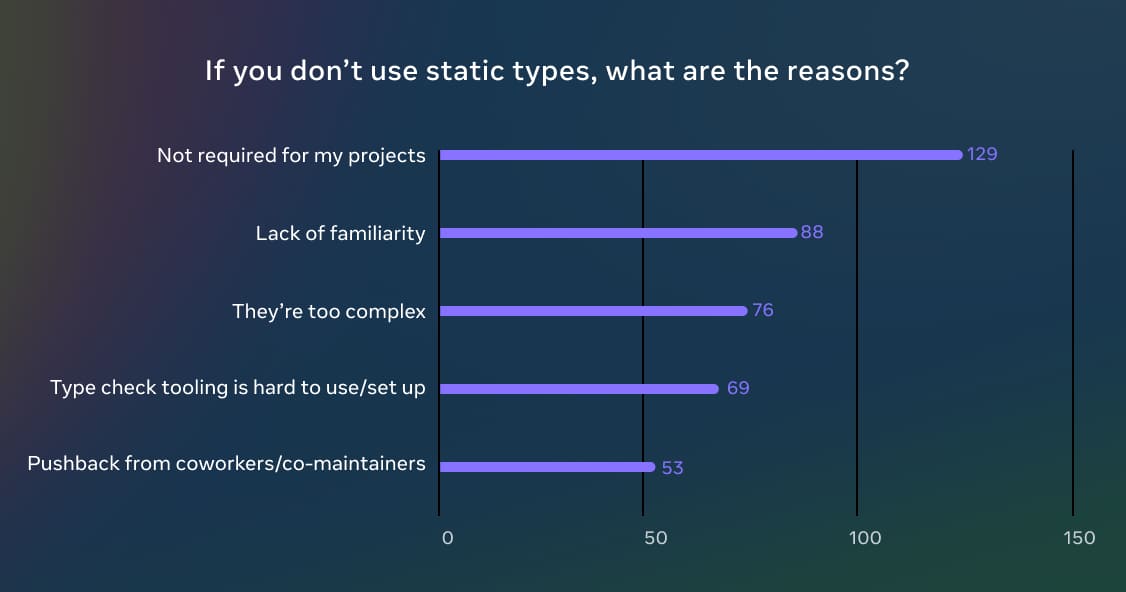 If you don’t use static types, what are the reasons?
Not required for my projects 129
Lack of familiarity 88
They’re too complex 76
Type check tooling is hard to use/set up 69
Pushback from coworkers/co-maintainers 53
0 50 100 150